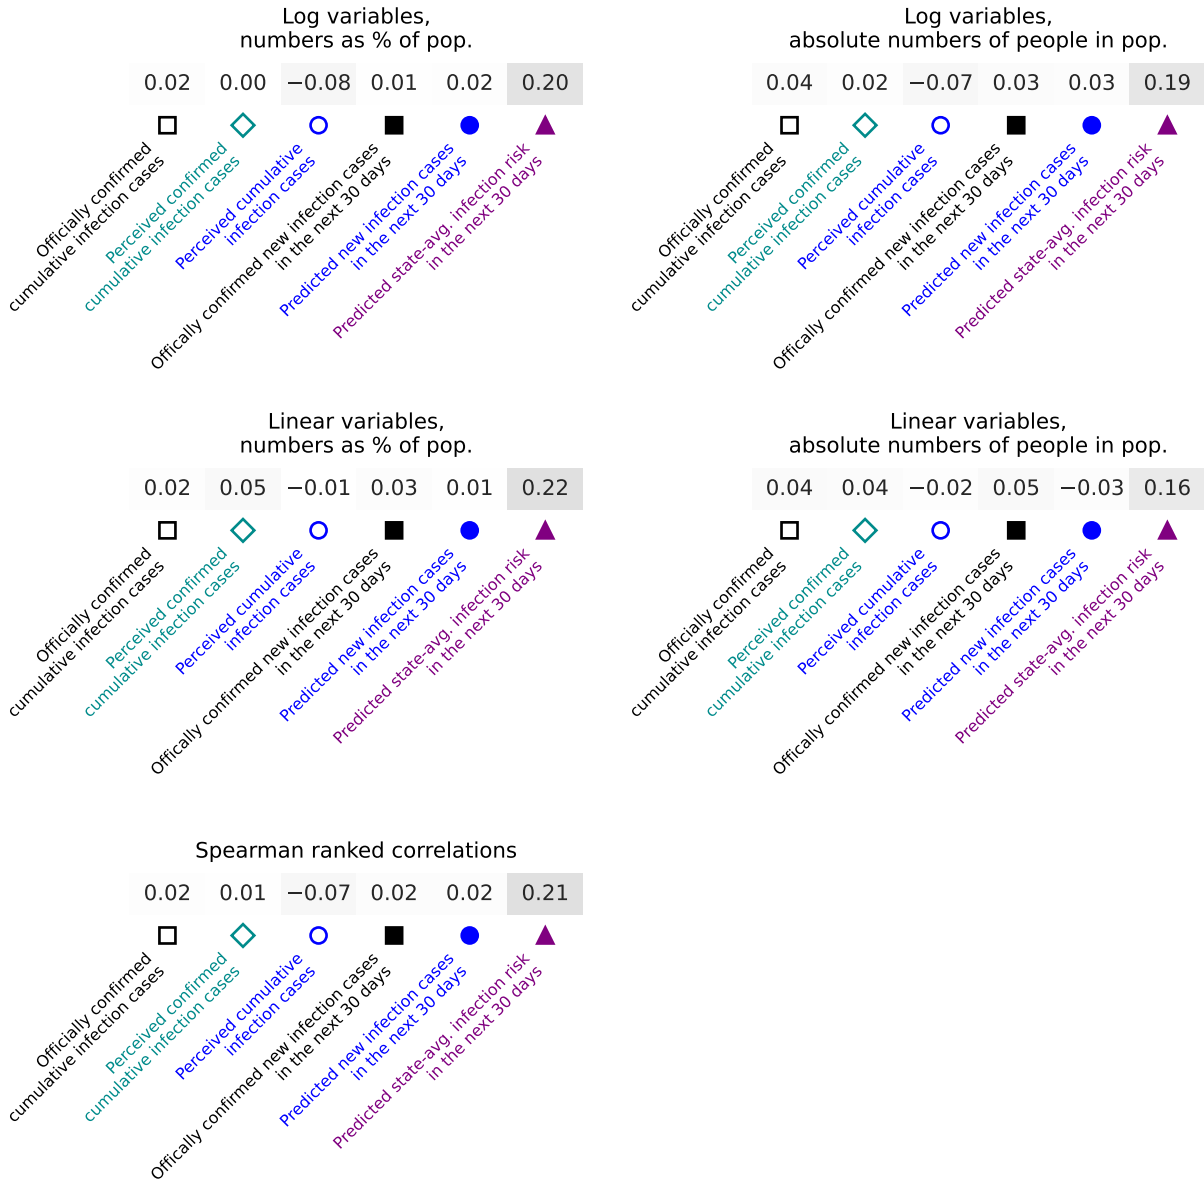 Log variables,
numbers as % of pop.
0.02 0.00 −0.08 0.01 0.02 0.20
Officially confirmed
cumulative infection cases
Perceived confirmed
cumulative infection cases
Perceived cumulative
infection cases
Offically confirmed new infection cases
in the next 30 days
Predicted new infection cases
in the next 30 days
Predicted state-avg. infection risk
in the next 30 days
Log variables,
absolute numbers of people in pop.
0.04 0.02 −0.07 0.03 0.03 0.19
Officially confirmed
cumulative infection cases
Perceived confirmed
cumulative infection cases
Perceived cumulative
infection cases
Offically confirmed new infection cases
in the next 30 days
Predicted new infection cases
in the next 30 days
Predicted state-avg. infection risk
in the next 30 days
Linear variables,
numbers as % of pop.
0.02 0.05 −0.01 0.03 0.01 0.22
Officially confirmed
cumulative infection cases
Perceived confirmed
cumulative infection cases
Perceived cumulative
infection cases
Offically confirmed new infection cases
in the next 30 days
Predicted new infection cases
in the next 30 days
Predicted state-avg. infection risk
in the next 30 days
Linear variables,
absolute numbers of people in pop.
0.04 0.04 −0.02 0.05 −0.03 0.16
Officially confirmed
cumulative infection cases
Perceived confirmed
cumulative infection cases
Perceived cumulative
infection cases
Offically confirmed new infection cases
in the next 30 days
Predicted new infection cases
in the next 30 days
Predicted state-avg. infection risk
in the next 30 days
Spearman ranked correlations
0.02 0.01 −0.07 0.02 0.02 0.21
Officially confirmed
cumulative infection cases
Perceived confirmed
cumulative infection cases
Perceived cumulative
infection cases
Offically confirmed new infection cases
in the next 30 days
Predicted new infection cases
in the next 30 days
Predicted state-avg. infection risk
in the next 30 days